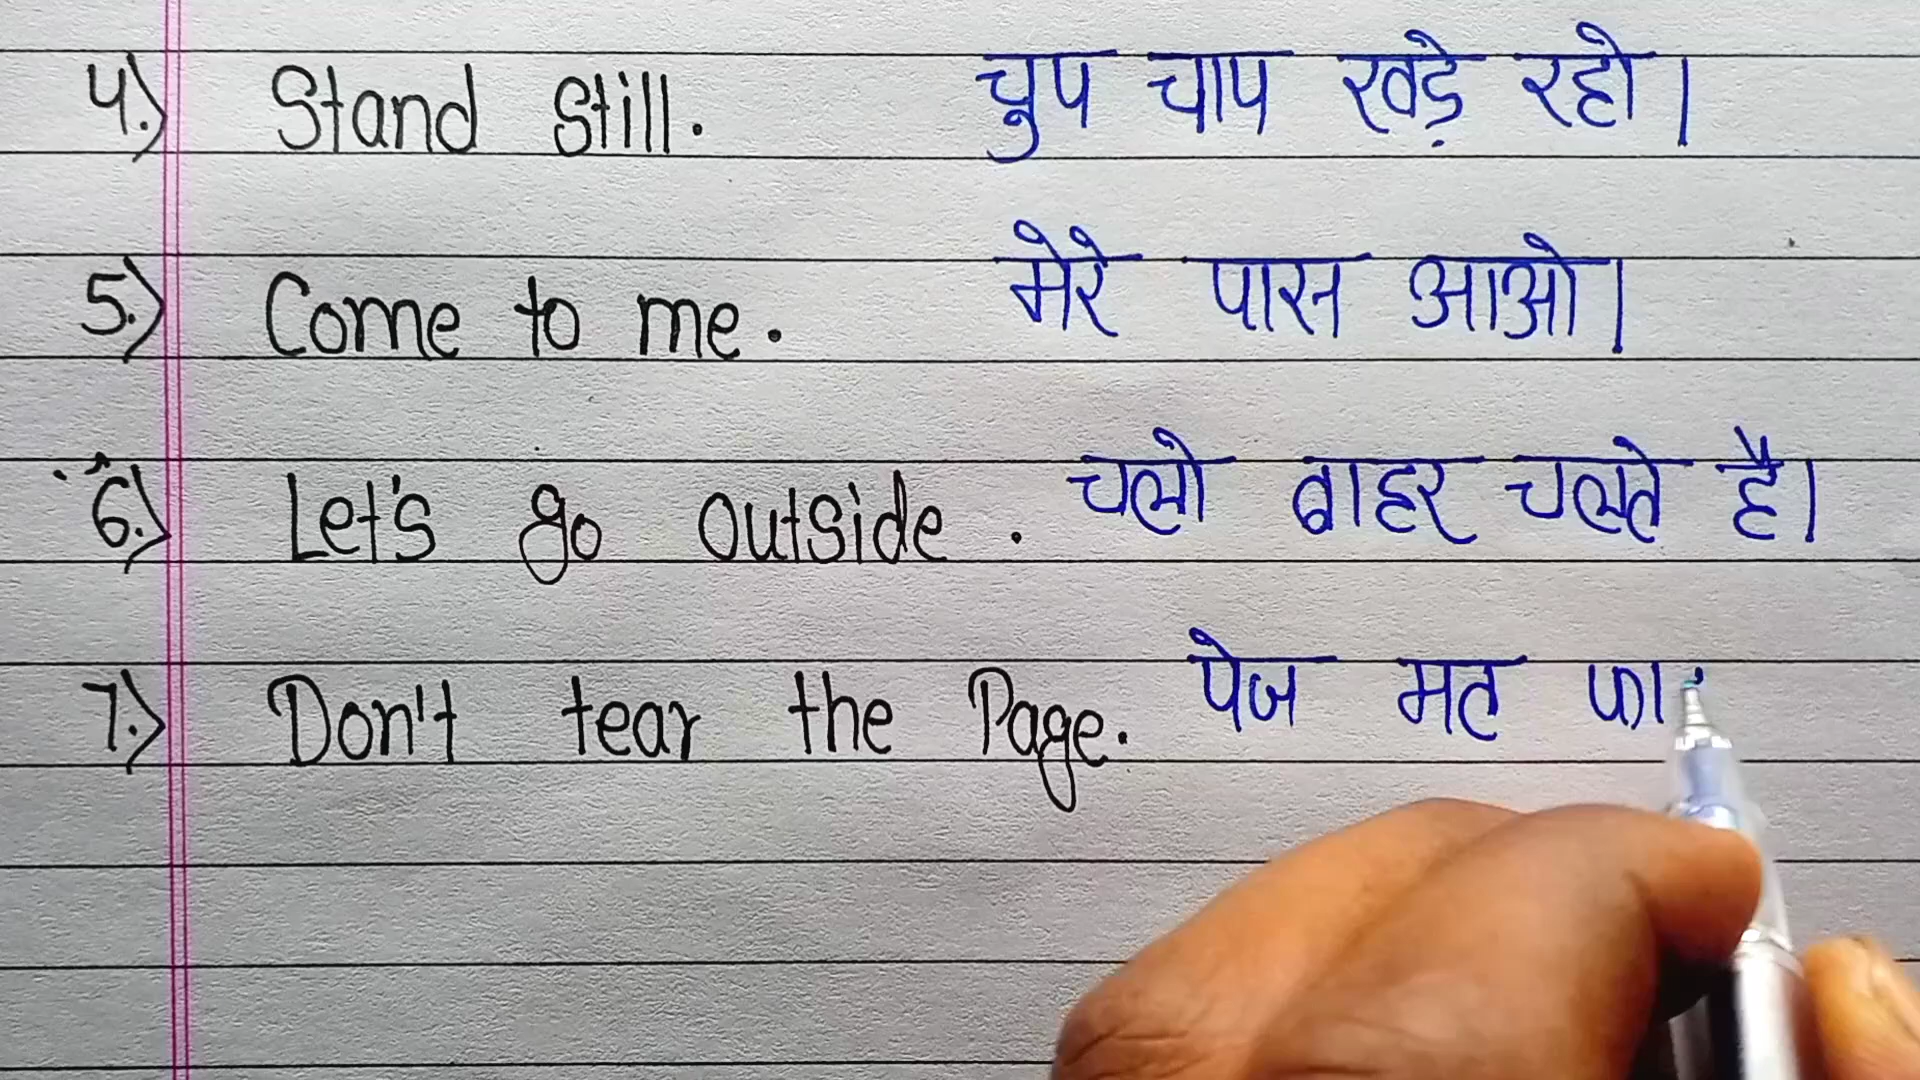 4.) Stand still. चुप चाप खड़े रहो।
5.) Come to me. मेरे पास आओ।
6.) Let's go outside. चलो बाहर चलते है।
7.) Don't tear the Page. पेज मत फा